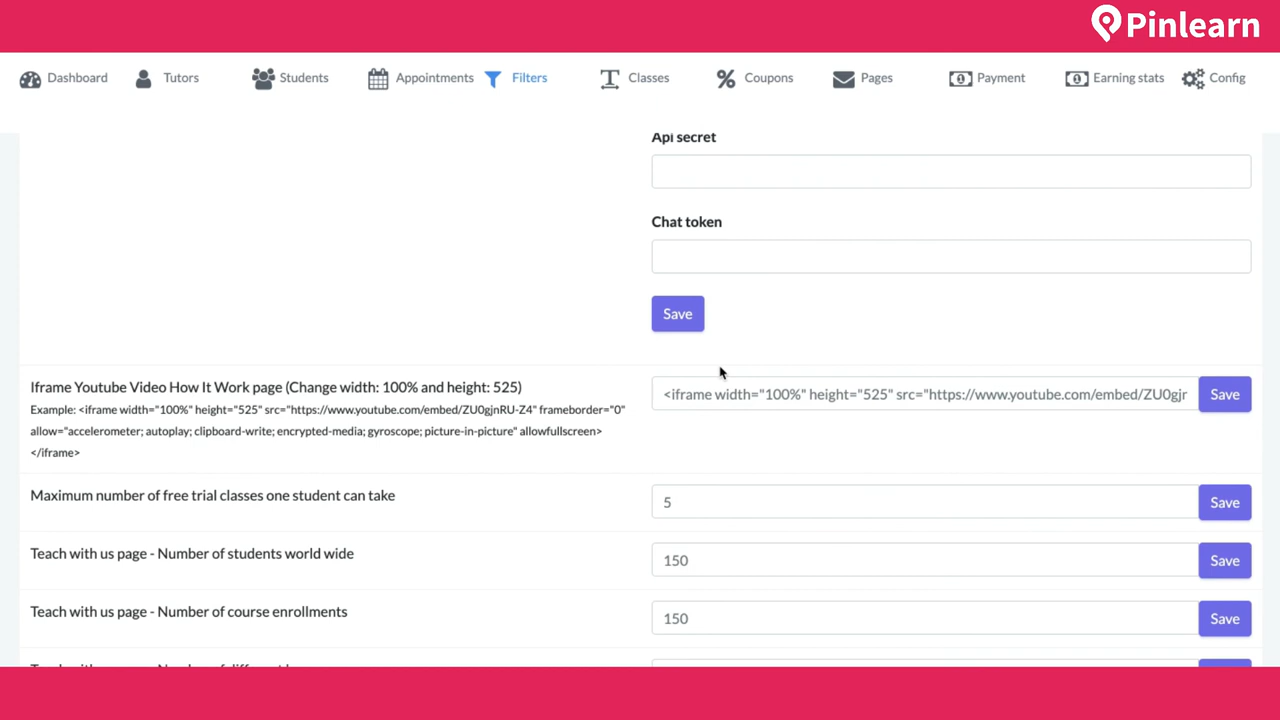 Pinlearn
Dashboard Tutors Students Appointments Filters Classes Coupons Pages Payment Earning stats Config
Api secret
Chat token
Save
Iframe Youtube Video How It Work page (Change width: 100% and height: 525)
Example: <iframe width="100%" height="525" src="https://www.youtube.com/embed/ZU0gjnRU-Z4" frameborder="0"
allow="accelerometer; autoplay; clipboard-write; encrypted-media; gyroscope; picture-in-picture" allowfullscreen>
</iframe>
<iframe width="100%" height="525" src="https://www.youtube.com/embed/ZU0gjr
Save
Maximum number of free trial classes one student can take
5
Save
Teach with us page - Number of students world wide
150
Save
Teach with us page - Number of course enrollments
150
Save